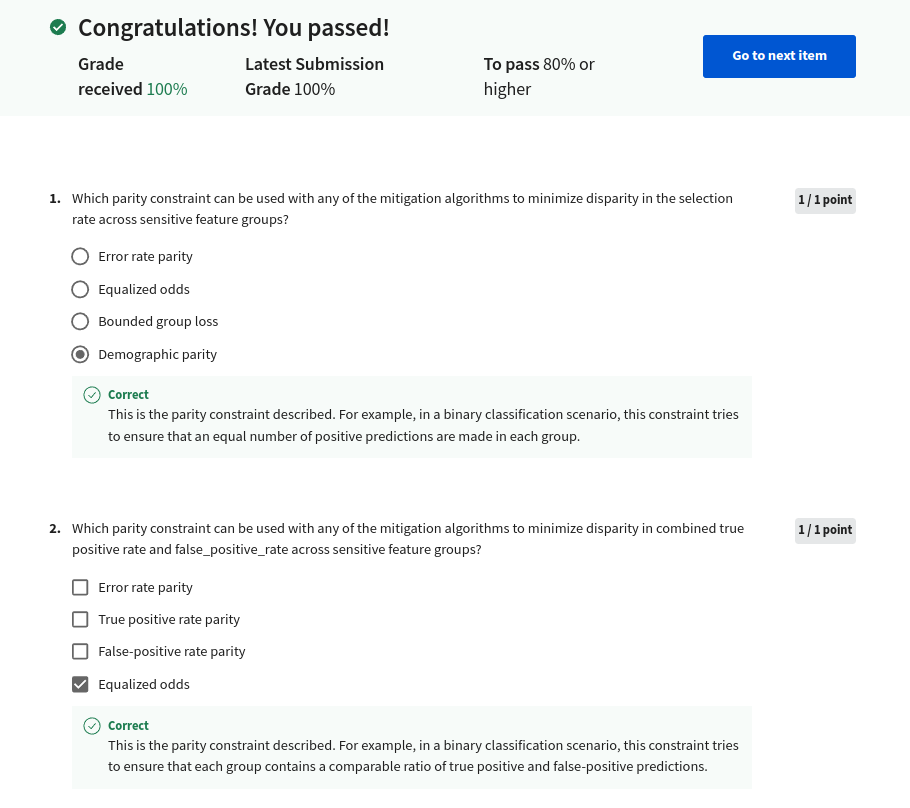 Congratulations! You passed!
Grade received 100%
Latest Submission Grade 100%
To pass 80% or higher
Go to next item
1. Which parity constraint can be used with any of the mitigation algorithms to minimize disparity in the selection
rate across sensitive feature groups?
1 / 1 point
Error rate parity
Equalized odds
Bounded group loss
Demographic parity
Correct
This is the parity constraint described. For example, in a binary classification scenario, this constraint tries
to ensure that an equal number of positive predictions are made in each group.
2. Which parity constraint can be used with any of the mitigation algorithms to minimize disparity in combined true
positive rate and false_positive_rate across sensitive feature groups?
1 / 1 point
Error rate parity
True positive rate parity
False-positive rate parity
Equalized odds
Correct
This is the parity constraint described. For example, in a binary classification scenario, this constraint tries
to ensure that each group contains a comparable ratio of true positive and false-positive predictions.